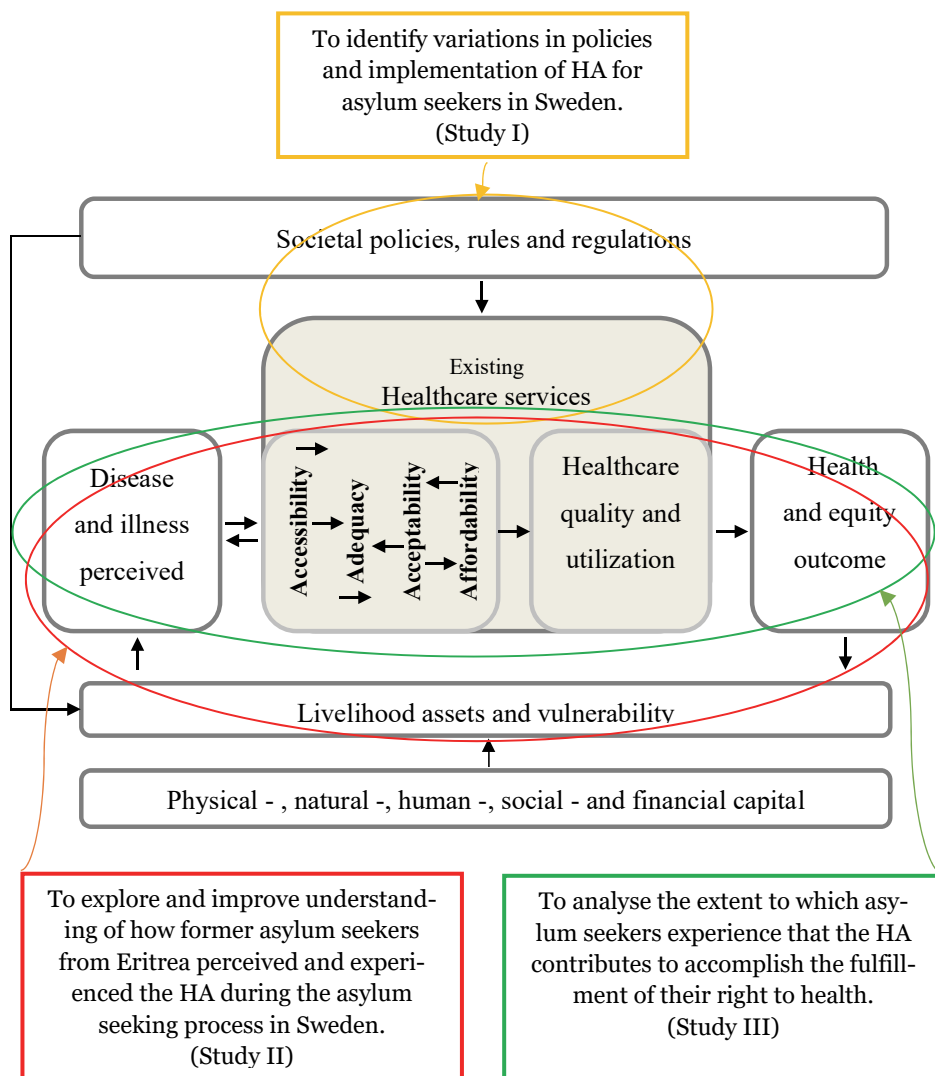 To identify variations in policies
and implementation of HA for
asylum seekers in Sweden.
(Study I)
Societal policies, rules and regulations
Existing
Healthcare services
Disease
and illness
perceived
Accessibility
Adequacy
Acceptability
Affordability
Healthcare
quality and
utilization
Health
and equity
outcome
Livelihood assets and vulnerability
Physical - , natural -, human -, social - and financial capital
To explore and improve understand-
ing of how former asylum seekers
from Eritrea perceived and experi-
enced the HA during the asylum
seeking process in Sweden.
(Study II)
To analyse the extent to which asy-
lum seekers experience that the HA
contributes to accomplish the fulfill-
ment of their right to health.
(Study III)